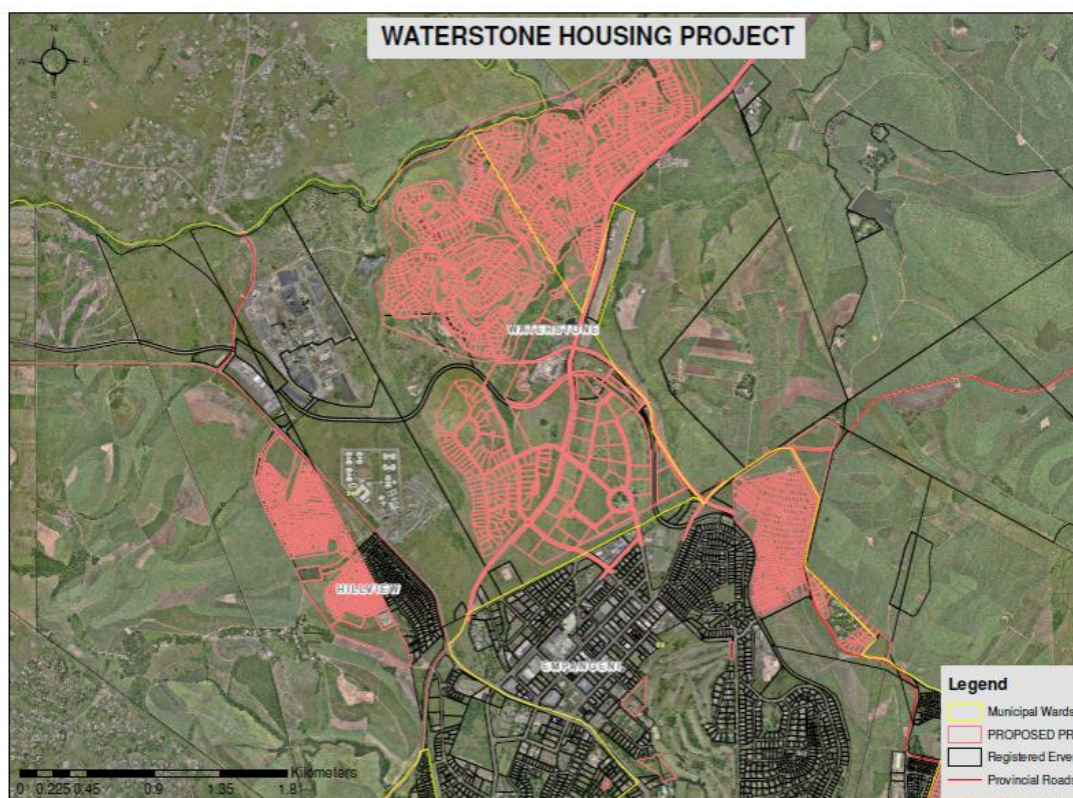 WATERSTONE HOUSING PROJECT
N
W E
S
WATERSTONE
HILLVIEW
EMPANGENI
Legend
Municipal Wards
PROPOSED PR
Registered Erve
Provincial Roads
Kilometers
0 0.225 0.45 0.9 1.35 1.8